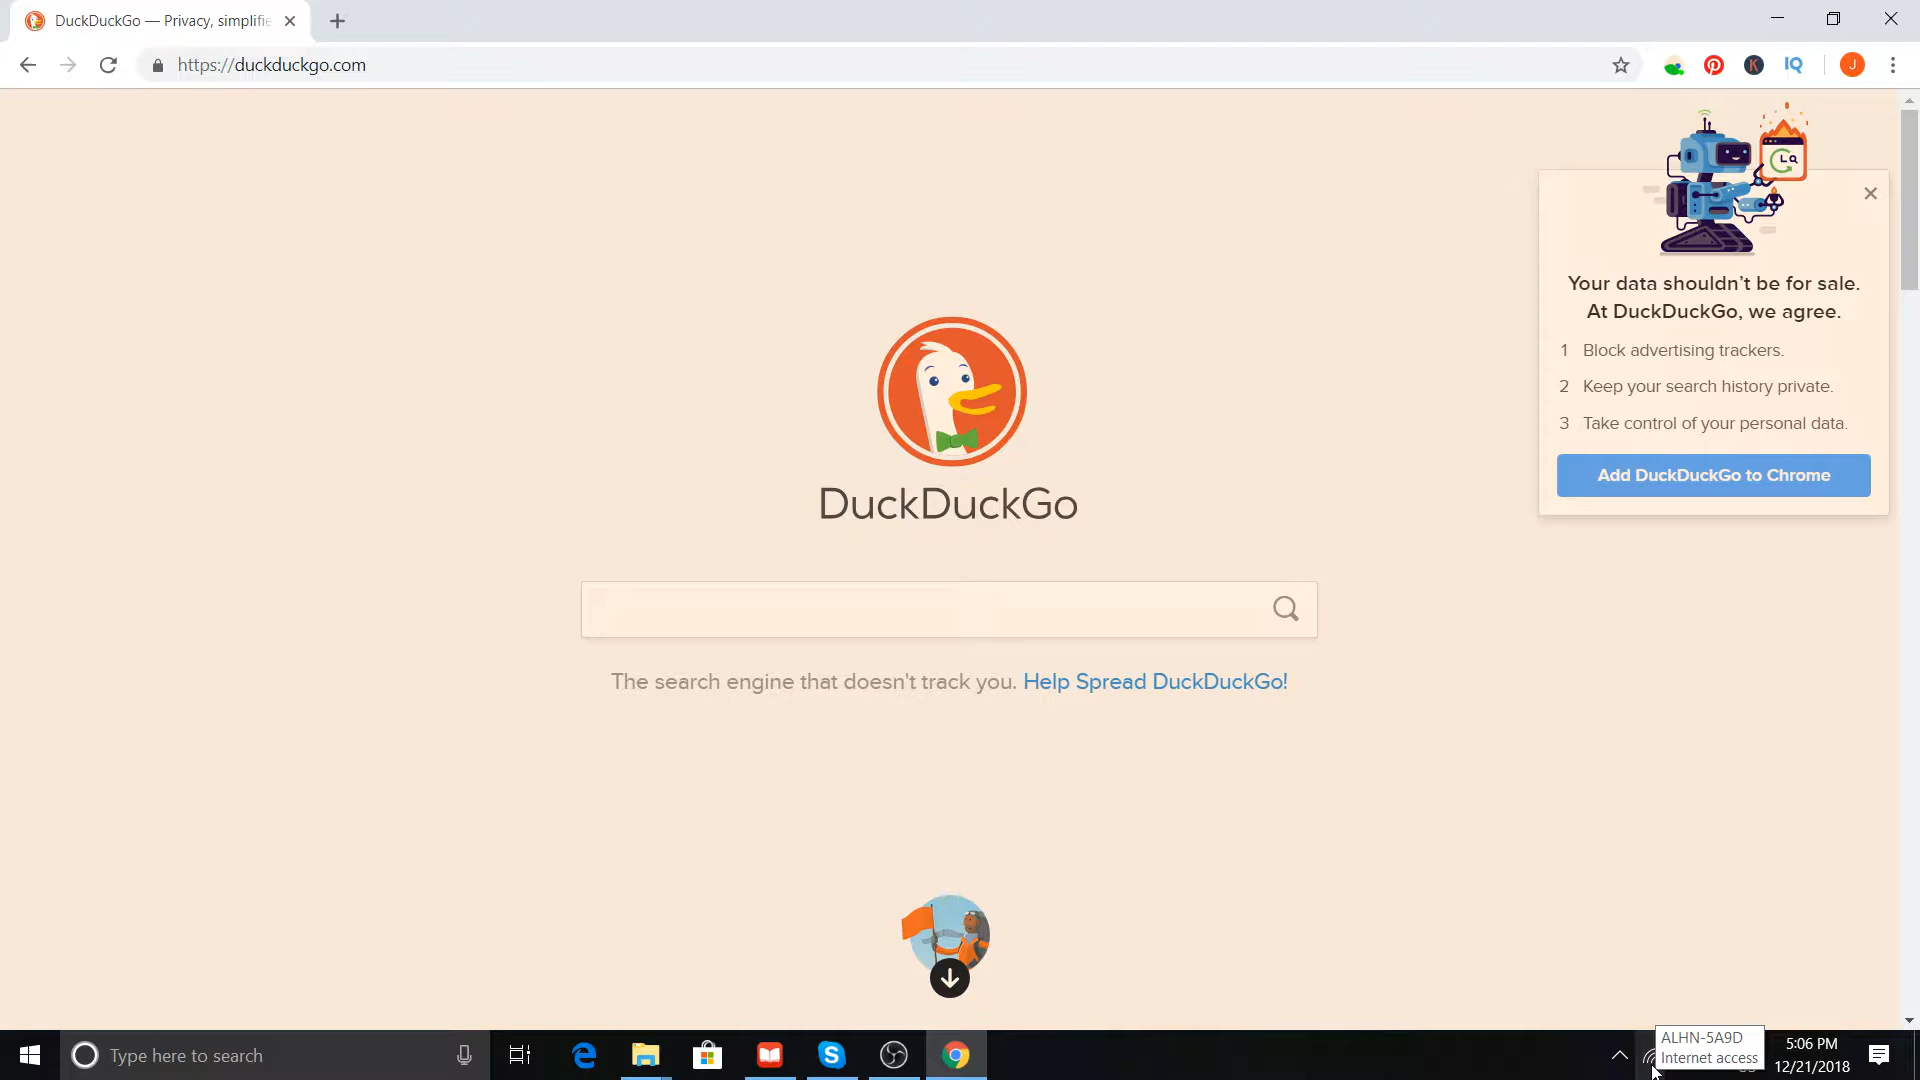 DuckDuckGo — Privacy, simplifie
https://duckduckgo.com
K
IQ
J
Your data shouldn’t be for sale.
At DuckDuckGo, we agree.
1 Block advertising trackers.
2 Keep your search history private.
3 Take control of your personal data.
Add DuckDuckGo to Chrome
DuckDuckGo
The search engine that doesn't track you. Help Spread DuckDuckGo!
Type here to search
ALHN-5A9D
Internet access
5:06 PM
12/21/2018